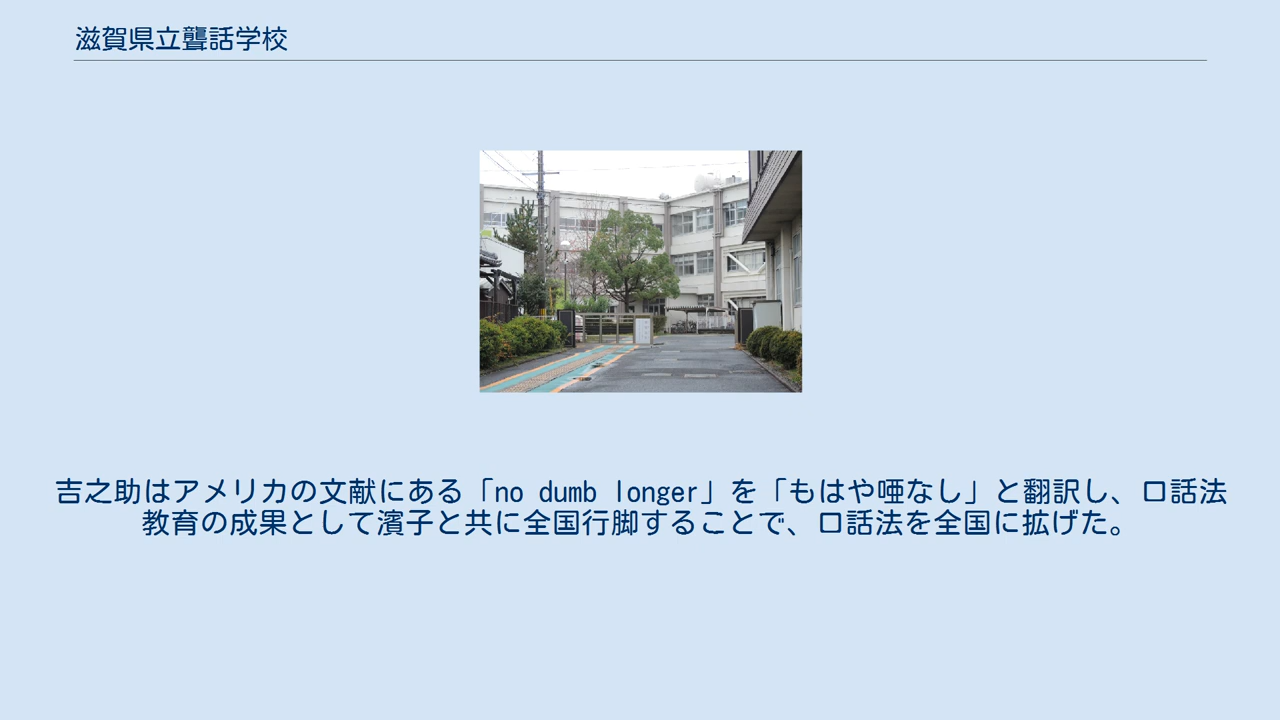 滋賀県立聾話学校
吉之助はアメリカの文献にある「no dumb longer」を「もはや唖なし」と翻訳し、口話法
教育の成果として濱子と共に全国行脚することで、口話法を全国に拡げた。